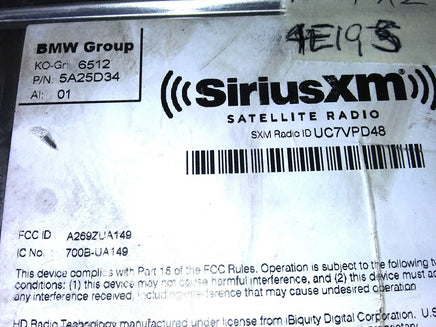 4E195
BMW Group
KO-Gr: 6512
P/N: 5A25D34
AI: 01
SiriusXM
SATELLITE RADIO
SXM Radio ID UC7VPD48
FCC ID A269ZUA149
IC No. 700B-UA149
This device complies with Part 15 of the FCC Rules. Operation is subject to the following two
conditions: (1) this device may not cause harmful interference, and (2) this device must acc
any interference received, including interference that may cause undesired operation
HD Radio Technology manufactured under license from iBiquity Digital Corporation. U.S